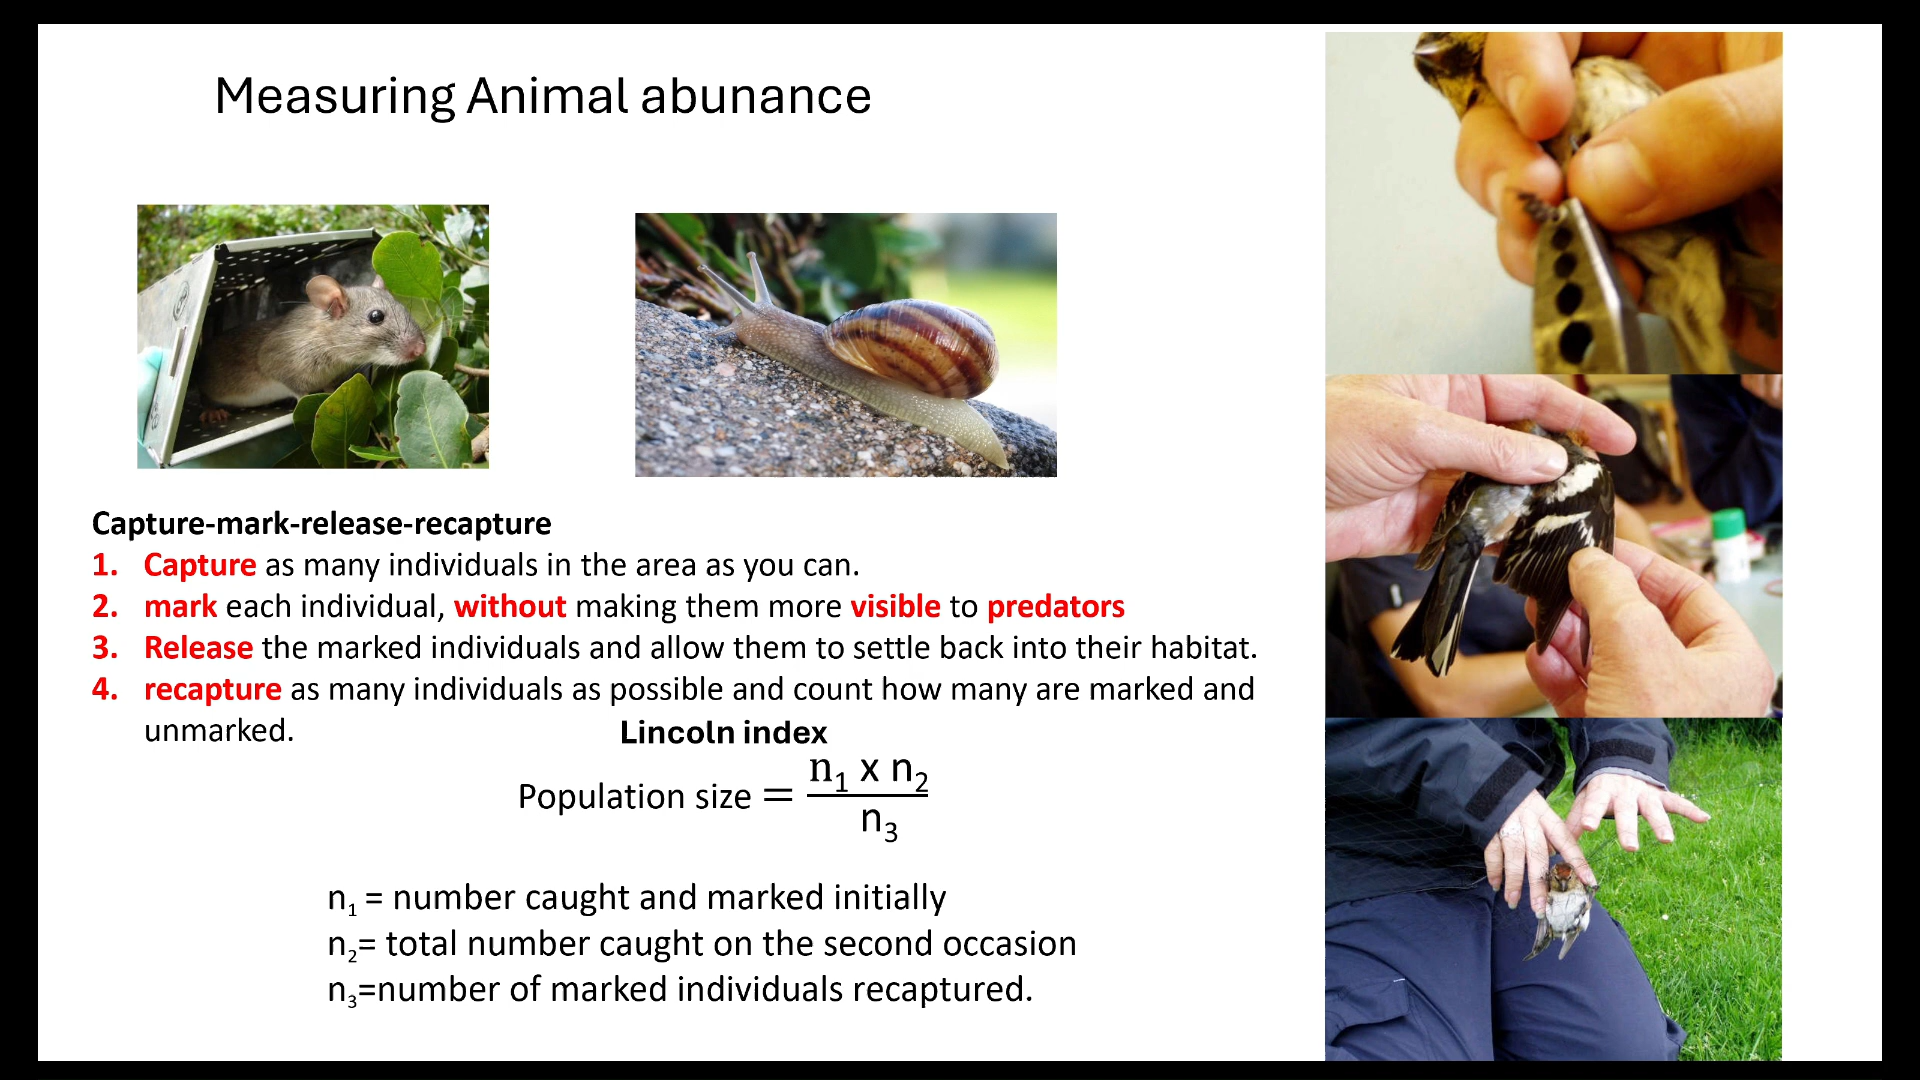 Measuring Animal abunance
Capture-mark-release-recapture
1. Capture as many individuals in the area as you can.
2. mark each individual, without making them more visible to predators
3. Release the marked individuals and allow them to settle back into their habitat.
4. recapture as many individuals as possible and count how many are marked and
unmarked.
Lincoln index
Population size = n₁ x n₂
n₃
n₁ = number caught and marked initially
n₂= total number caught on the second occasion
n₃=number of marked individuals recaptured.